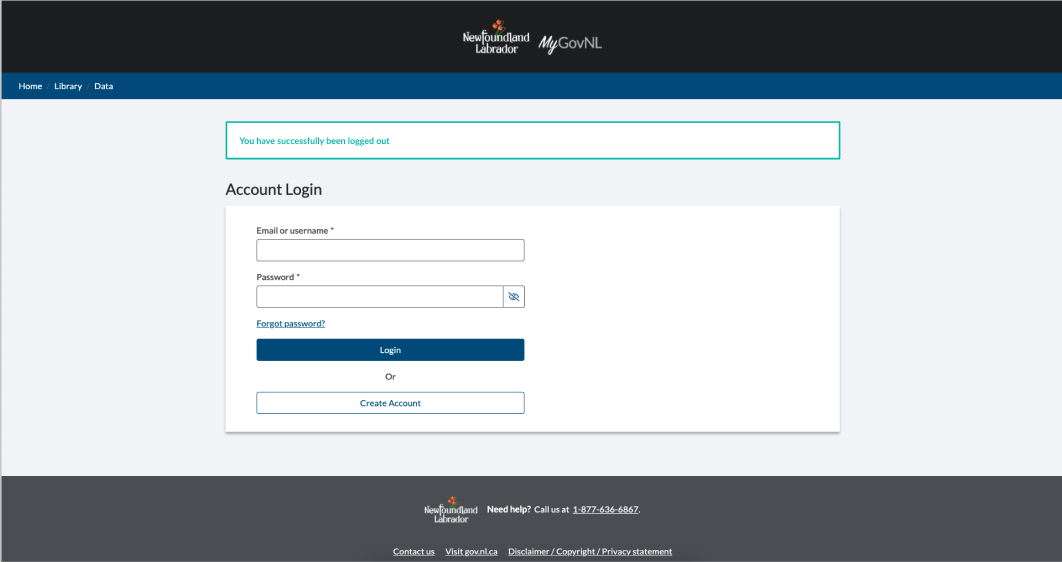 Newfoundland
Labrador
MyGovNL
Home / Library / Data
You have successfully been logged out
Account Login
Email or username *
Password *
Forgot password?
Login
Or
Create Account
Newfoundland
Labrador
Need help? Call us at 1-877-636-6867.
Contact us Visit gov.nl.ca Disclaimer / Copyright / Privacy statement